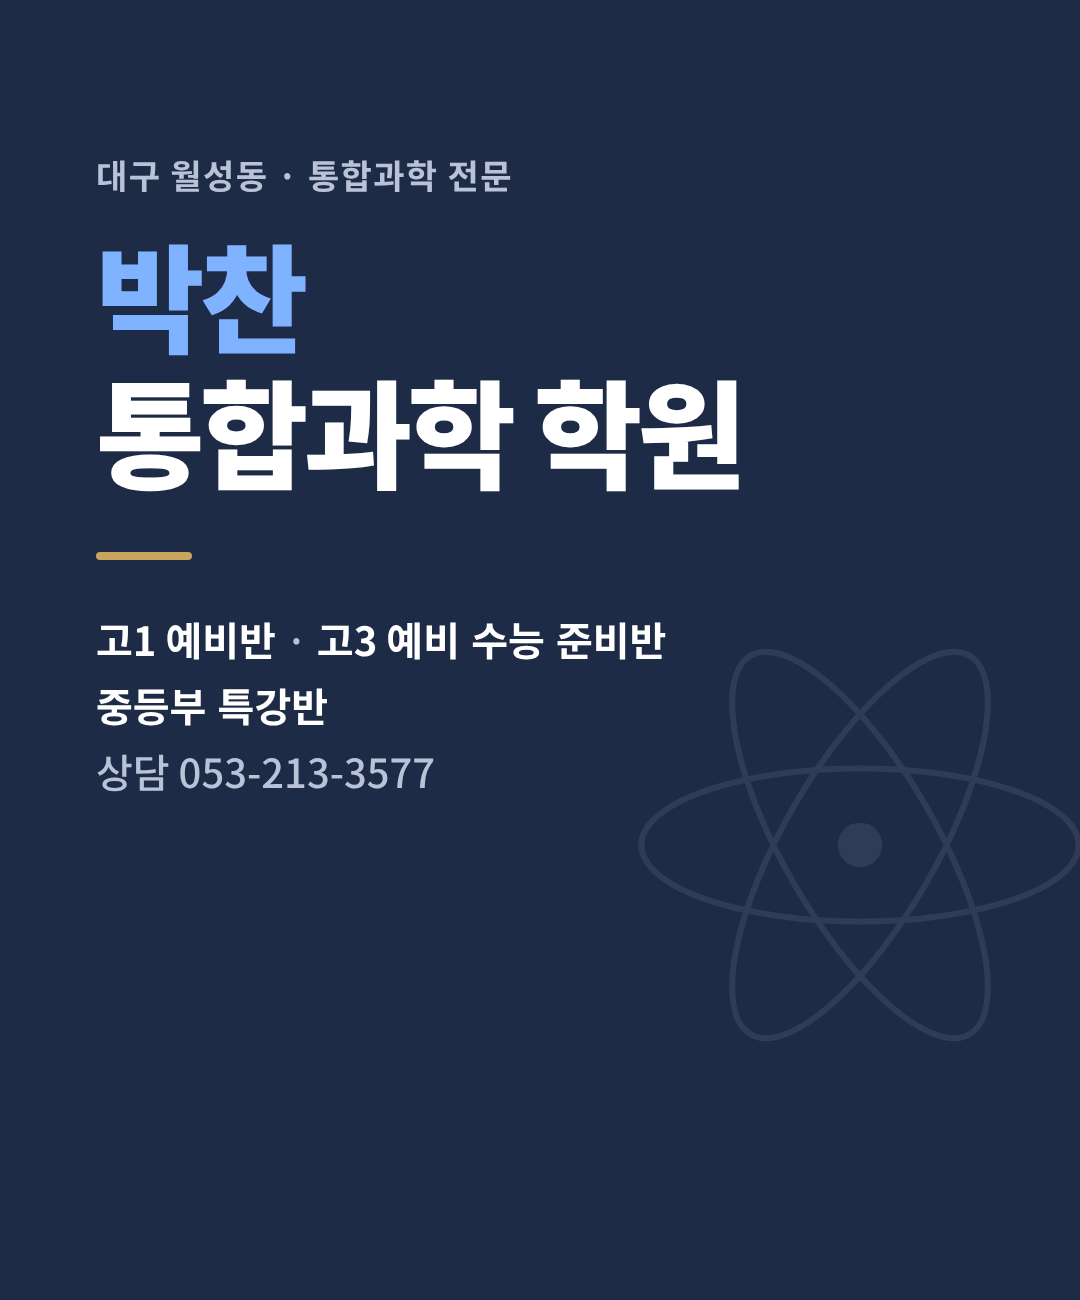 대구 월성동 · 통합과학 전문
박찬
통합과학 학원
고1 예비반 · 고3 예비 수능 준비반
중등부 특강반
상담 053-213-3577